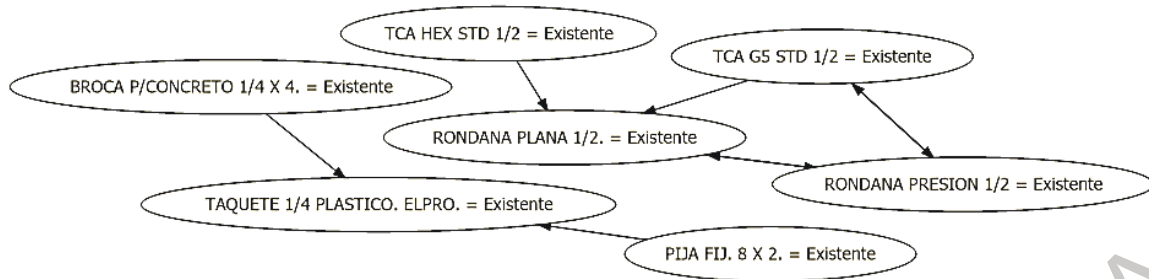 TCA HEX STD 1/2 = Existente
TCA G5 STD 1/2 = Existente
BROCA P/CONCRETO 1/4 X 4. = Existente
RONDANA PLANA 1/2. = Existente
RONDANA PRESION 1/2 = Existente
TAQUETE 1/4 PLASTICO. ELPRO. = Existente
PIJA FIJ. 8 X 2. = Existente